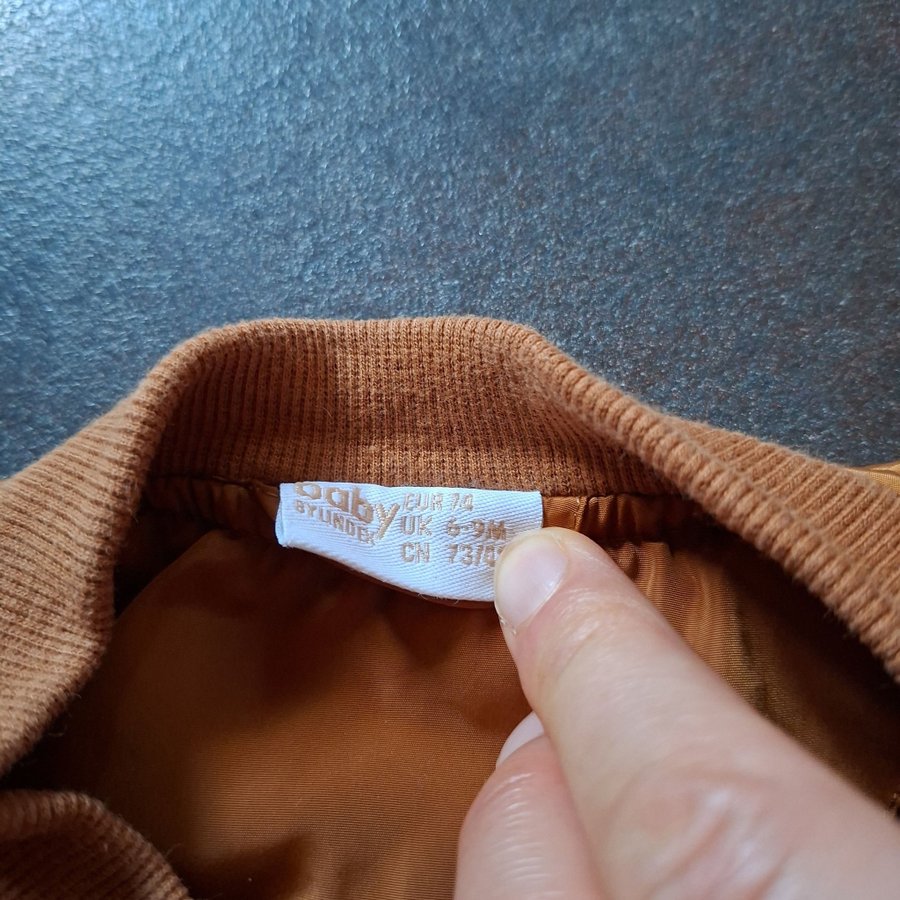 baby
BY LINDEX
EUR 74
UK 6-9M
CN 73/